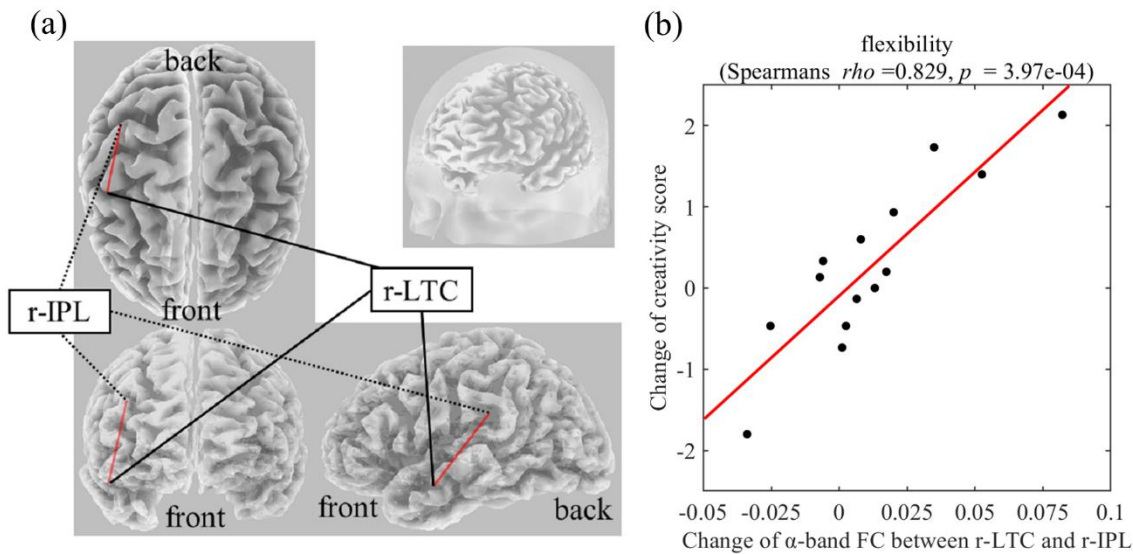 (a)
back
front
r-IPL
r-LTC
front
front
back
(b)
flexibility
(Spearmans rho =0.829, p = 3.97e-04)
Change of creativity score
2
1
0
-1
-2
-0.05 -0.025 0 0.025 0.05 0.075 0.1
Change of α-band FC between r-LTC and r-IPL